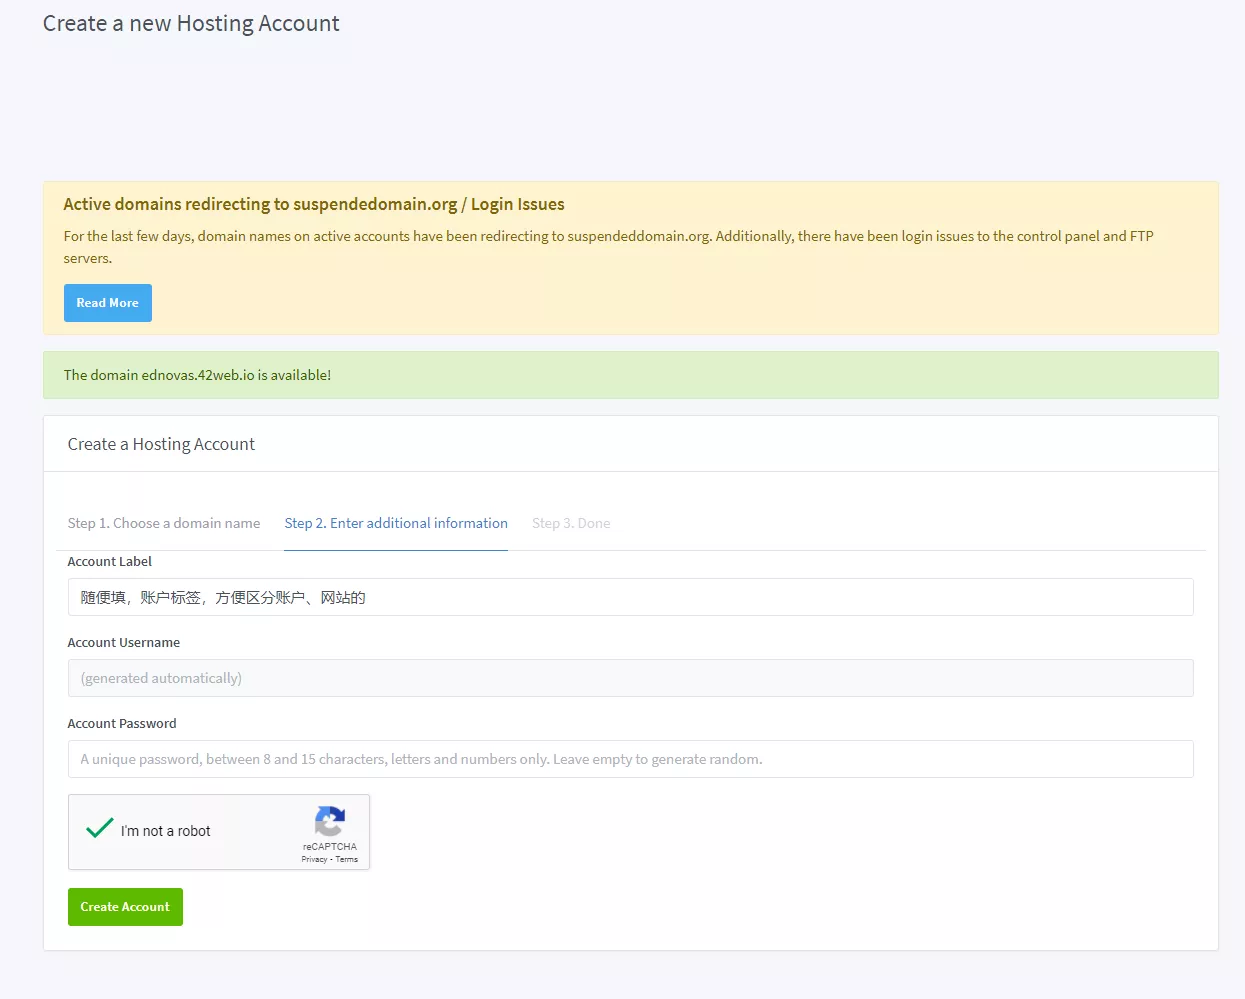 Create a new Hosting Account
Active domains redirecting to suspendedomain.org / Login Issues
For the last few days, domain names on active accounts have been redirecting to suspendeddomain.org. Additionally, there have been login issues to the control panel and FTP
servers.
Read More
The domain ednovas.42web.io is available!
Create a Hosting Account
Step 1. Choose a domain name
Step 2. Enter additional information
Step 3. Done
Account Label
随便填，账户标签，方便区分账户、网站的
Account Username
(generated automatically)
Account Password
A unique password, between 8 and 15 characters, letters and numbers only. Leave empty to generate random.
I'm not a robot
reCAPTCHA
Privacy - Terms
Create Account